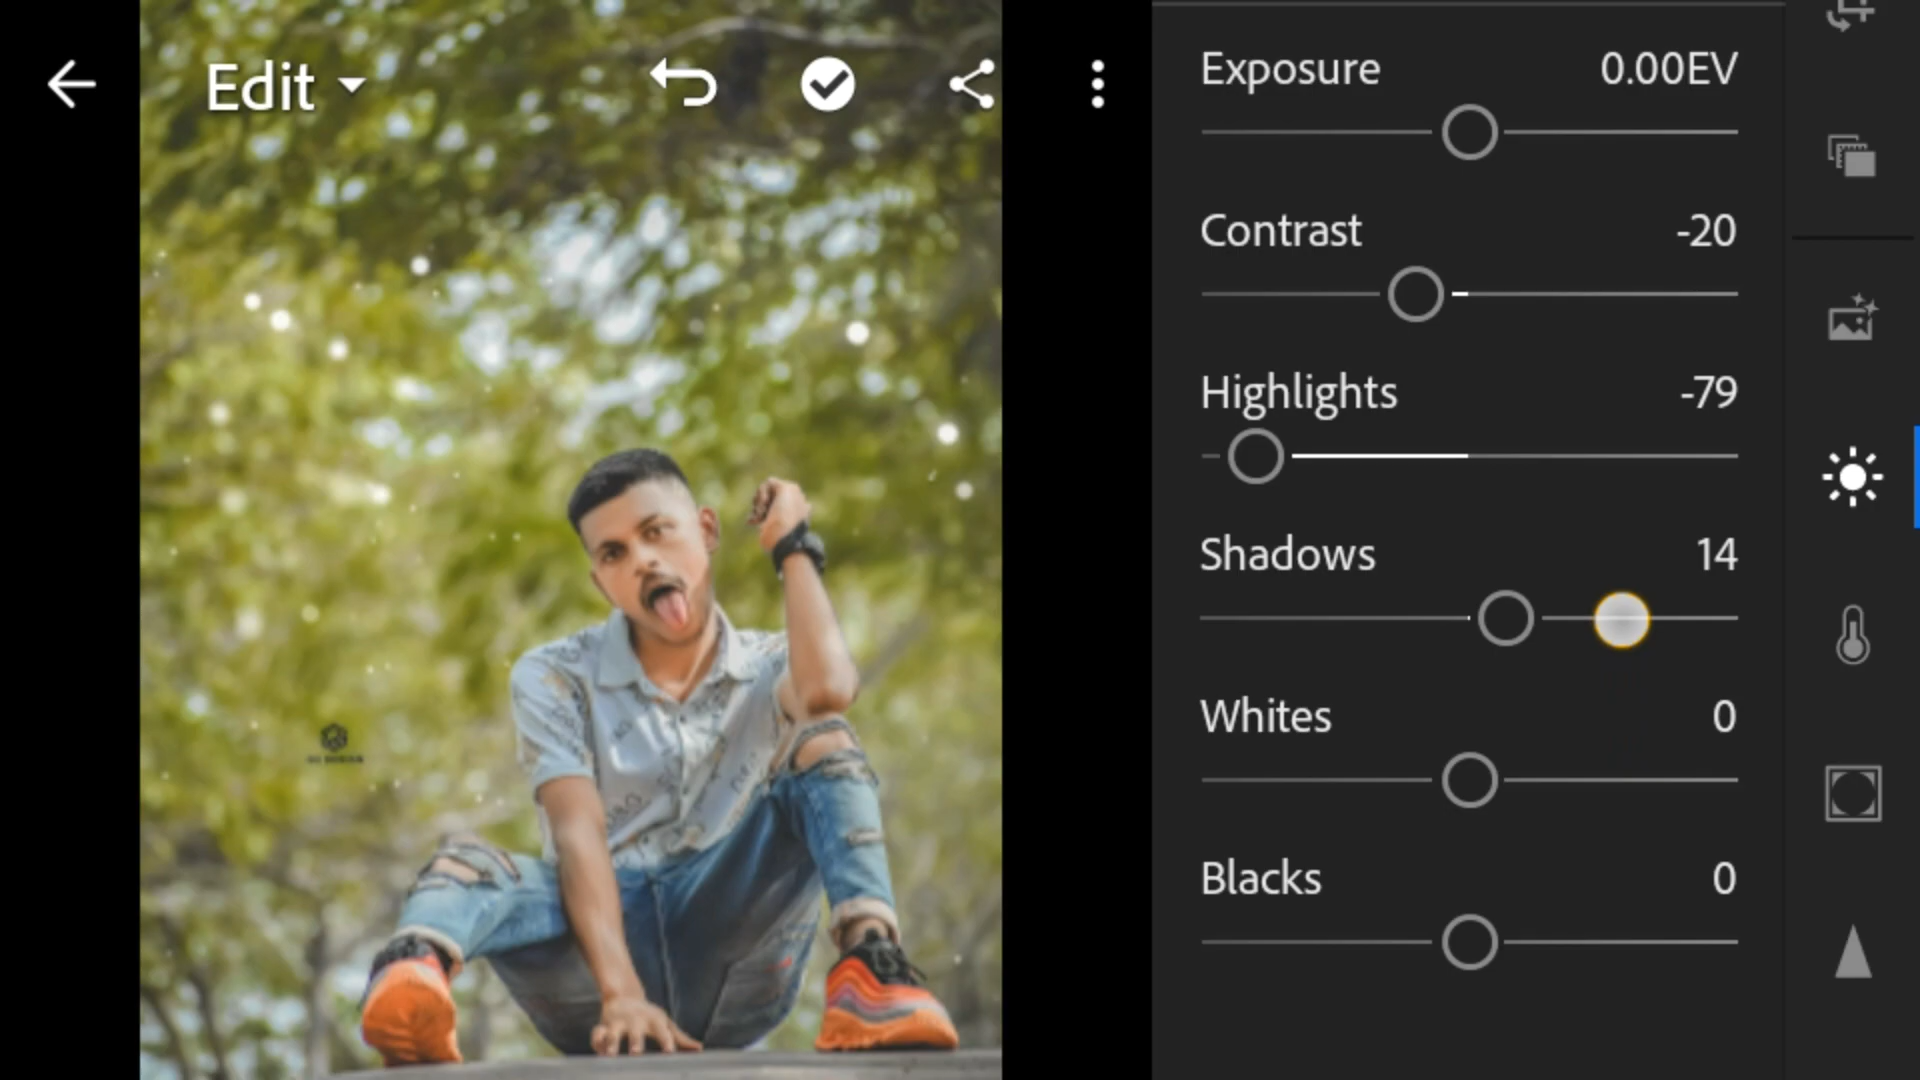 Edit
Exposure 0.00EV
Contrast -20
Highlights -79
Shadows 14
Whites 0
Blacks 0